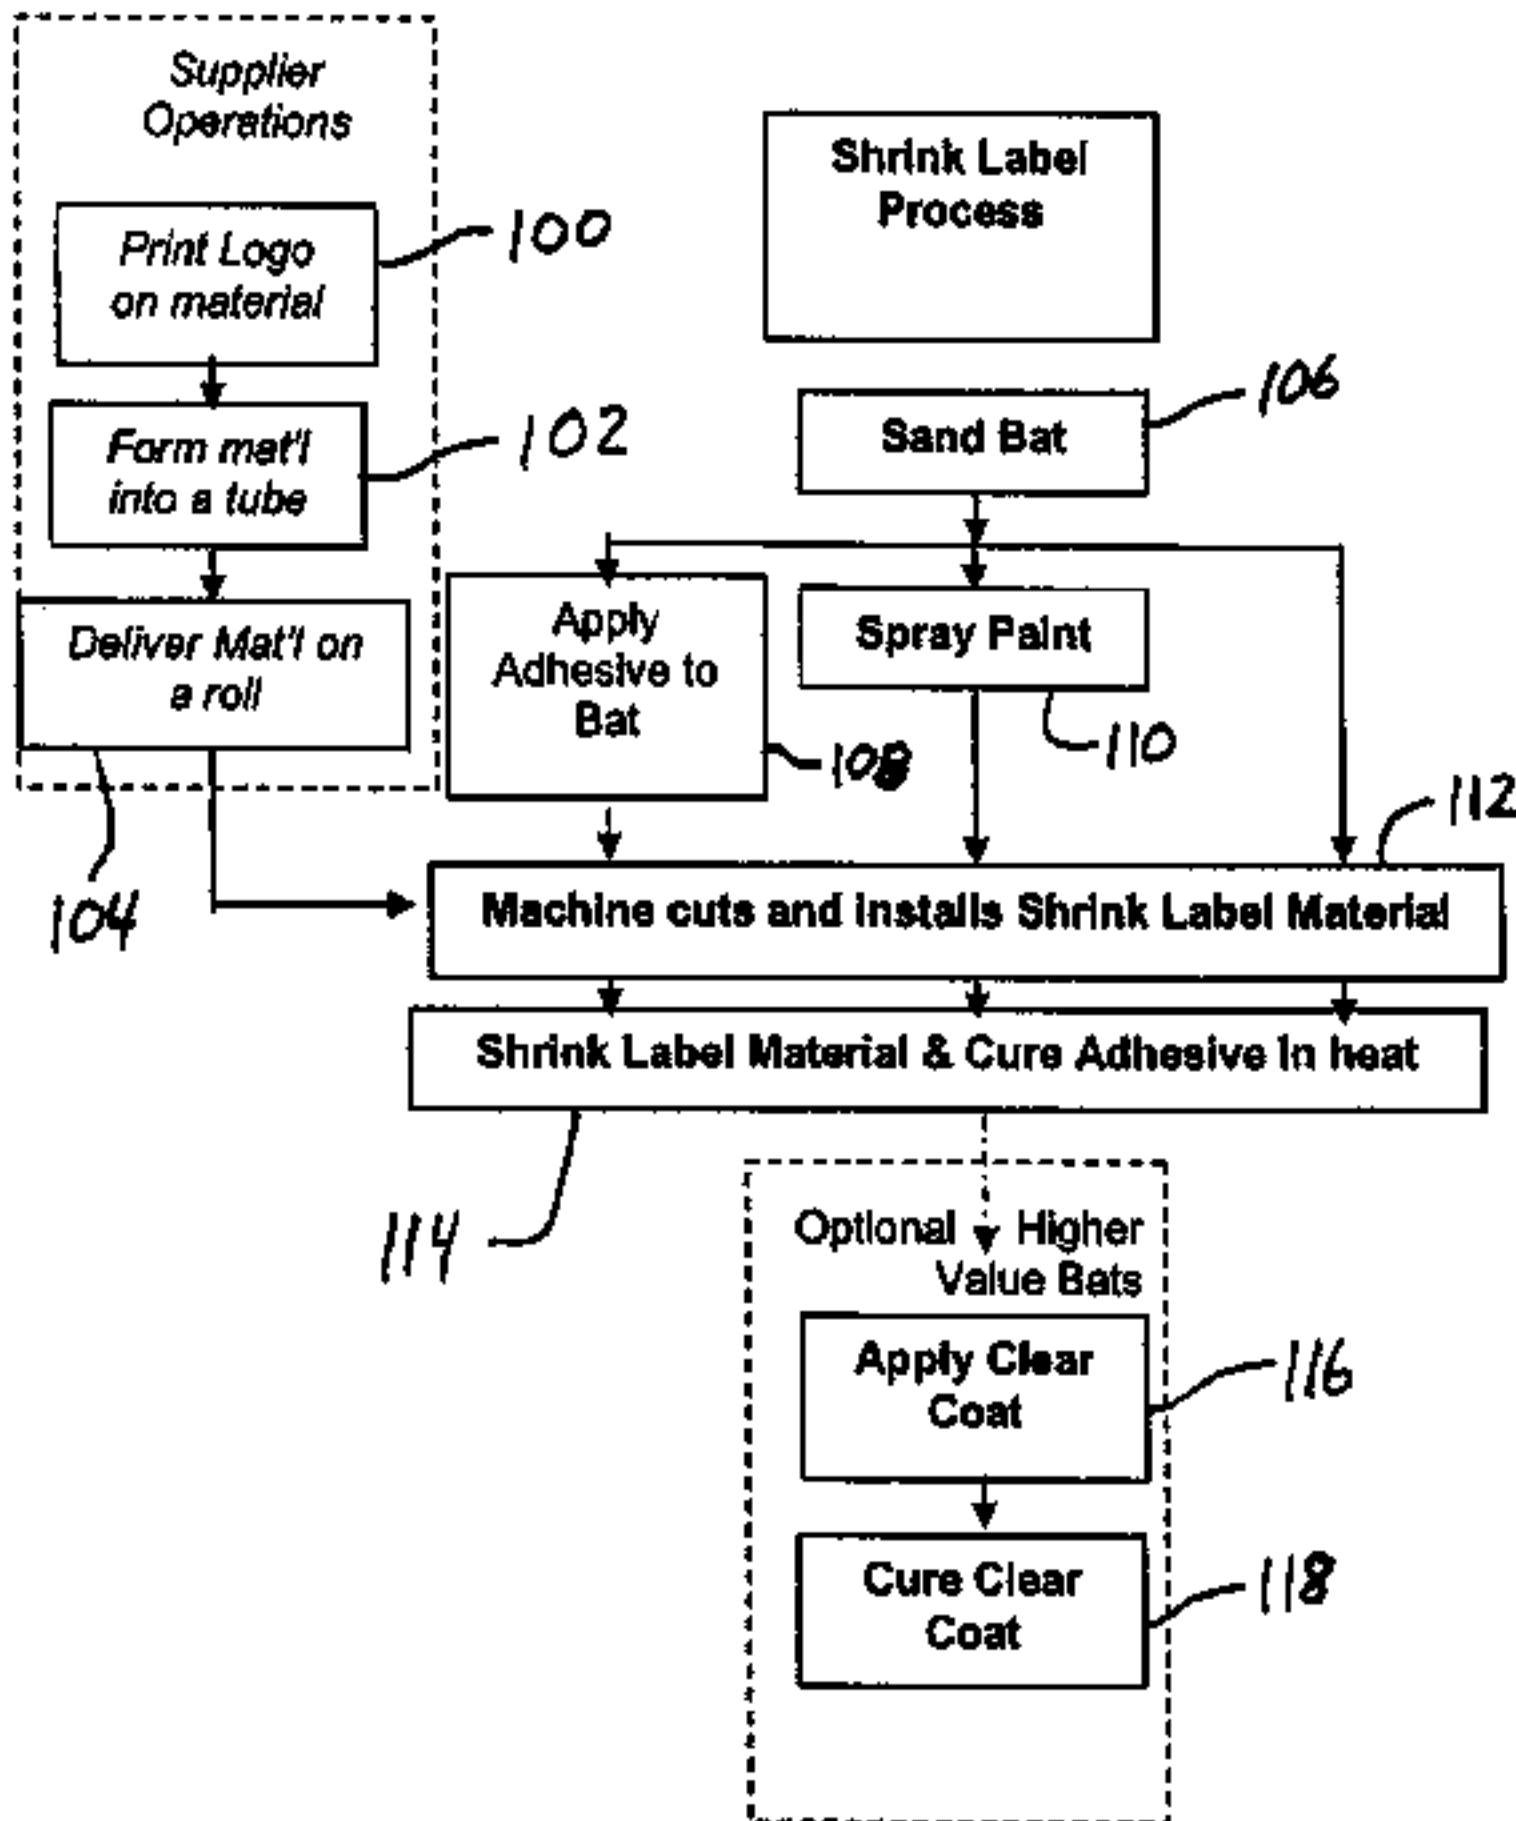 Supplier
Operations
Shrink Label
Process
Print Logo
on material
100
106
Sand Bat
Form mat'l
into a tube
102
Deliver Mat'l on
a roll
Apply
Adhesive to
Bat
Spray Paint
108
110
112
104
Machine cuts and installs Shrink Label Material
Shrink Label Material & Cure Adhesive in heat
114
Optional Higher
Value Bats
Apply Clear
Coat
116
Cure Clear
Coat
118